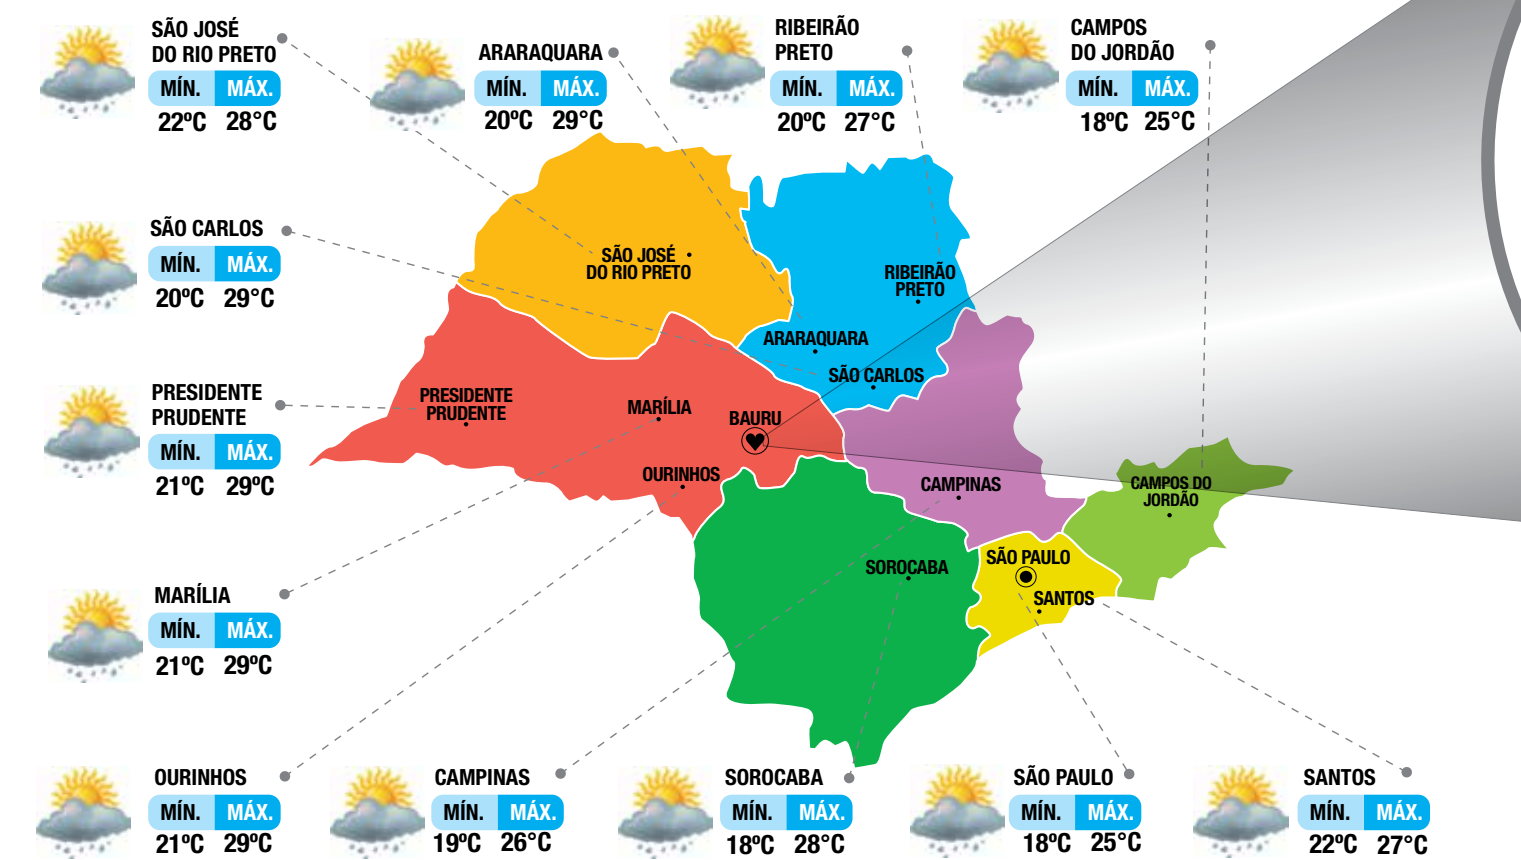 SÃO JOSÉ
DO RIO PRETO
MÍN. MÁX.
22ºC 28°C
ARARAQUARA
MÍN. MÁX.
20ºC 29°C
RIBEIRÃO
PRETO
MÍN. MÁX.
20ºC 27°C
CAMPOS
DO JORDÃO
MÍN. MÁX.
18ºC 25°C
SÃO CARLOS
MÍN. MÁX.
20ºC 29°C
PRESIDENTE
PRUDENTE
MÍN. MÁX.
21ºC 29ºC
MARÍLIA
MÍN. MÁX.
21ºC 29ºC
SÃO JOSÉ
DO RIO PRETO
RIBEIRÃO
PRETO
ARARAQUARA
SÃO CARLOS
PRESIDENTE
PRUDENTE
MARÍLIA
BAURU
OURINHOS
CAMPINAS
CAMPOS DO
JORDÃO
SOROCABA
SÃO PAULO
SANTOS
OURINHOS
MÍN. MÁX.
21ºC 29ºC
CAMPINAS
MÍN. MÁX.
19ºC 26°C
SOROCABA
MÍN. MÁX.
18ºC 28°C
SÃO PAULO
MÍN. MÁX.
18ºC 25°C
SANTOS
MÍN. MÁX.
22ºC 27°C